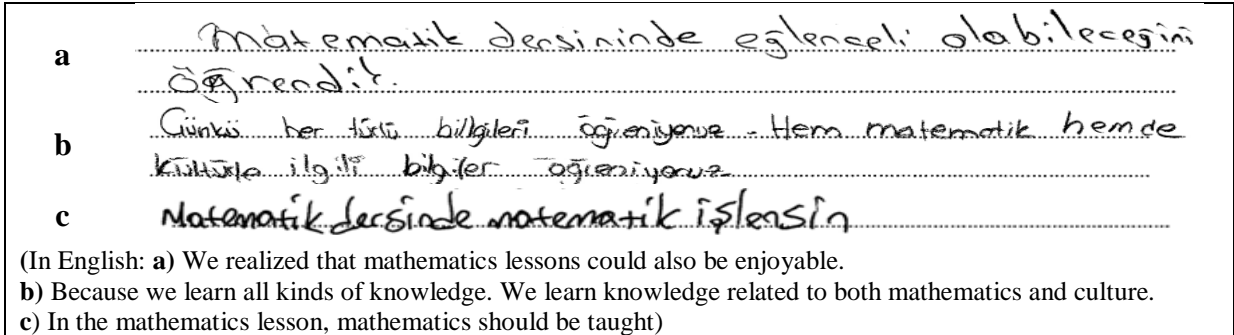 a Matematik dersininde eğlenceli olabileceğini
öğrendik.
b Günkü her türlü bilgileri öğreniyoruz. Hem matematik hemde
kültürle ilgili bilgiler öğreniyoruz
c Matematik dersinde matematik işlensin
(In English: a) We realized that mathematics lessons could also be enjoyable.
b) Because we learn all kinds of knowledge. We learn knowledge related to both mathematics and culture.
c) In the mathematics lesson, mathematics should be taught)